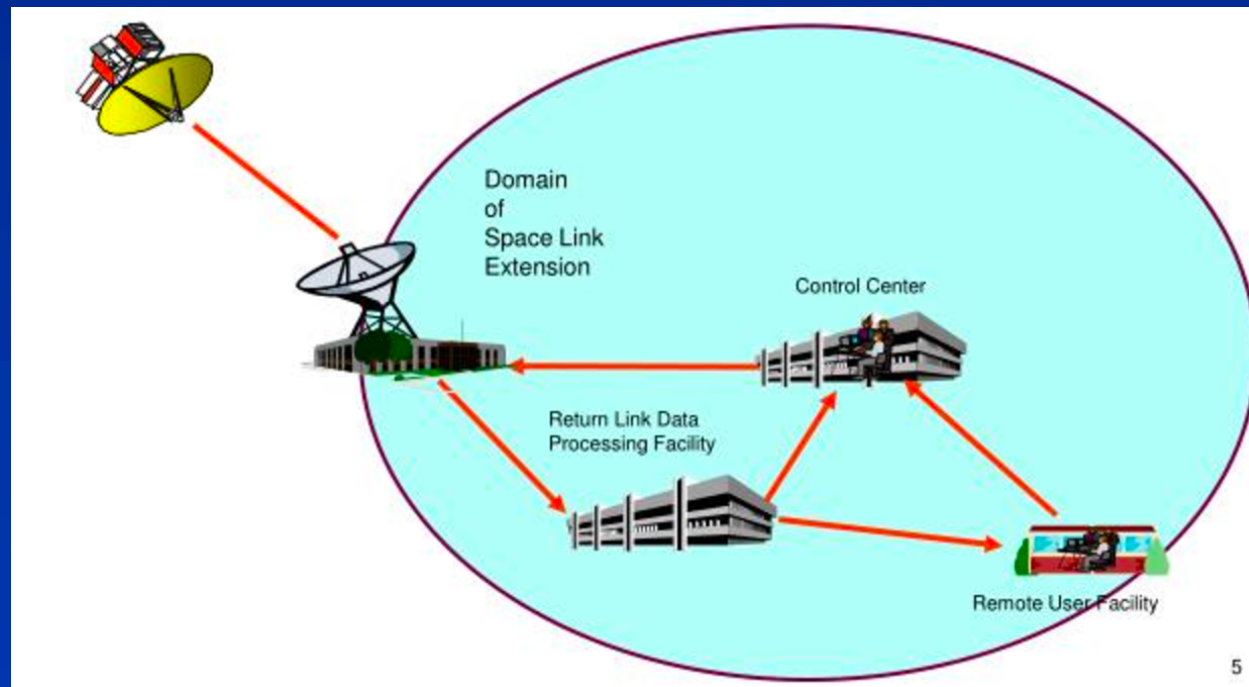 Domain
of
Space Link
Extension
Control Center
Return Link Data
Processing Facility
Remote User Facility
5